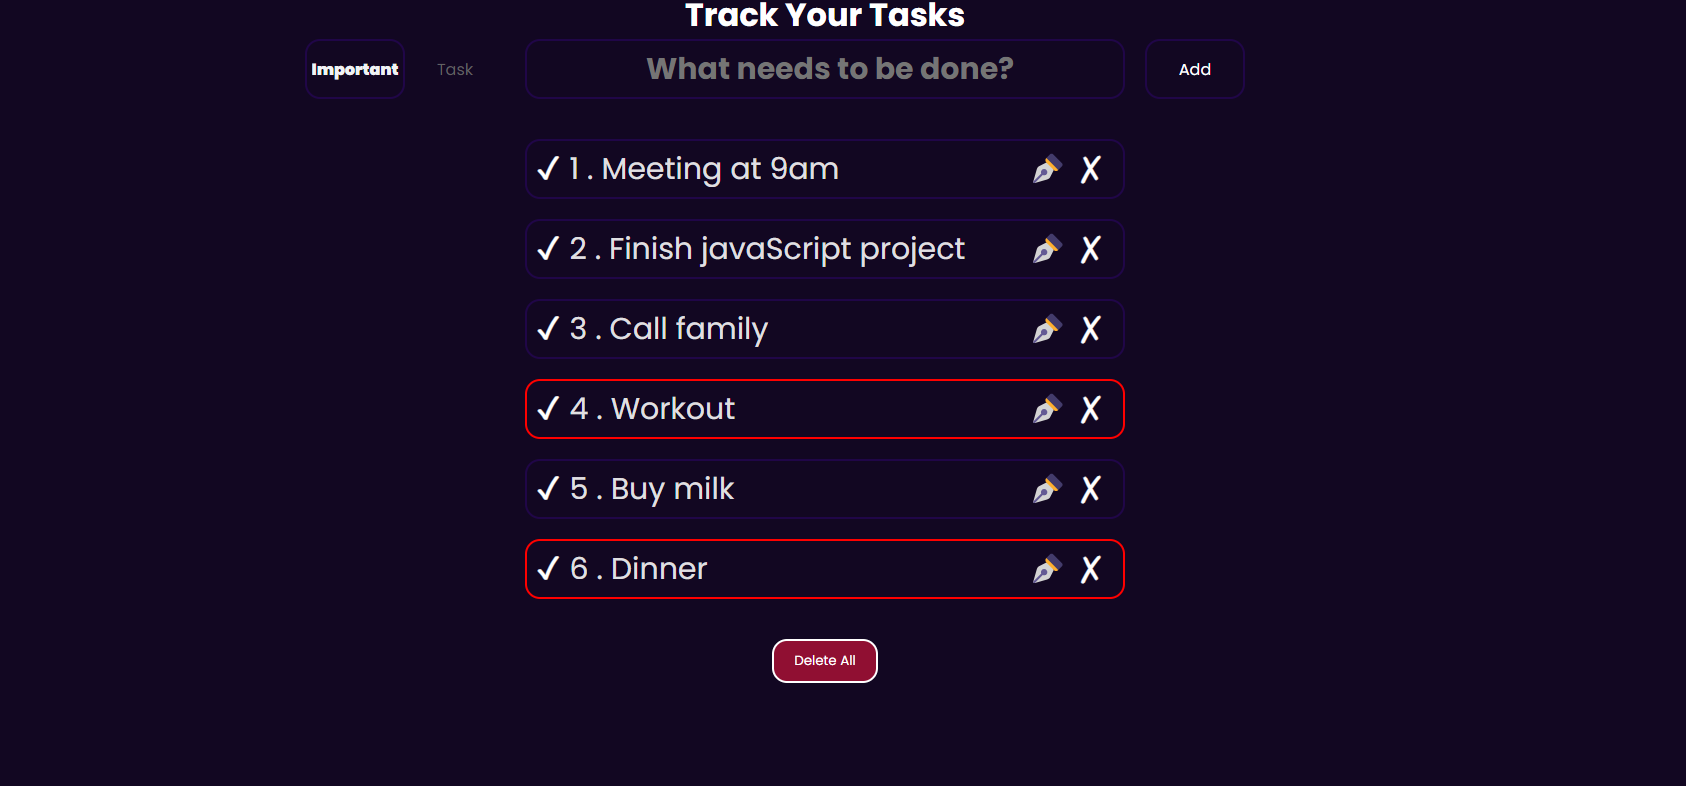 Track Your Tasks
Important Task What needs to be done? Add
✓ 1 . Meeting at 9am ✗
✓ 2 . Finish javaScript project ✗
✓ 3 . Call family ✗
✓ 4 . Workout ✗
✓ 5 . Buy milk ✗
✓ 6 . Dinner ✗
Delete All